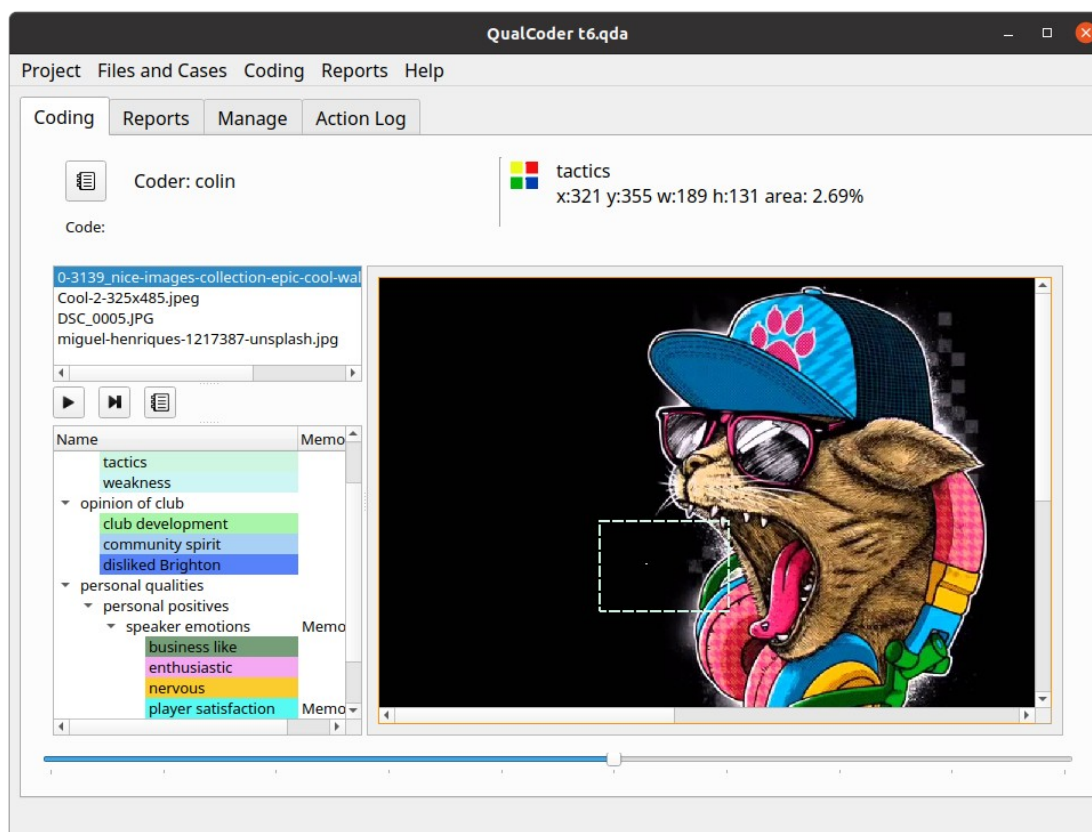 QualCoder t6.qda
Project Files and Cases Coding Reports Help
Coding Reports Manage Action Log
Coder: colin
tactics
x:321 y:355 w:189 h:131 area: 2.69%
Code:
0-3139_nice-images-collection-epic-cool-wal
Cool-2-325x485.jpeg
DSC_0005.JPG
miguel-henriques-1217387-unsplash.jpg
Name Memo
tactics
weakness
opinion of club
club development
community spirit
disliked Brighton
personal qualities
personal positives
speaker emotions Memo
business like
enthusiastic
nervous
player satisfaction Memo